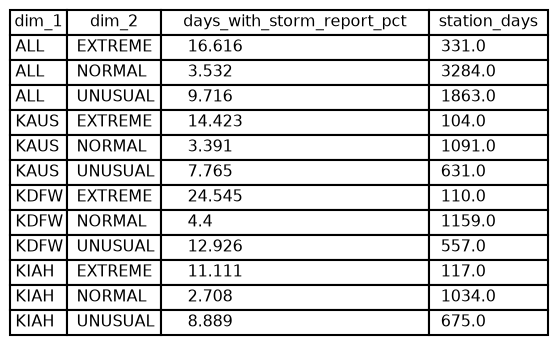 dim_1 dim_2 days_with_storm_report_pct station_days
ALL EXTREME 16.616 331.0
ALL NORMAL 3.532 3284.0
ALL UNUSUAL 9.716 1863.0
KAUS EXTREME 14.423 104.0
KAUS NORMAL 3.391 1091.0
KAUS UNUSUAL 7.765 631.0
KDFW EXTREME 24.545 110.0
KDFW NORMAL 4.4 1159.0
KDFW UNUSUAL 12.926 557.0
KIAH EXTREME 11.111 117.0
KIAH NORMAL 2.708 1034.0
KIAH UNUSUAL 8.889 675.0